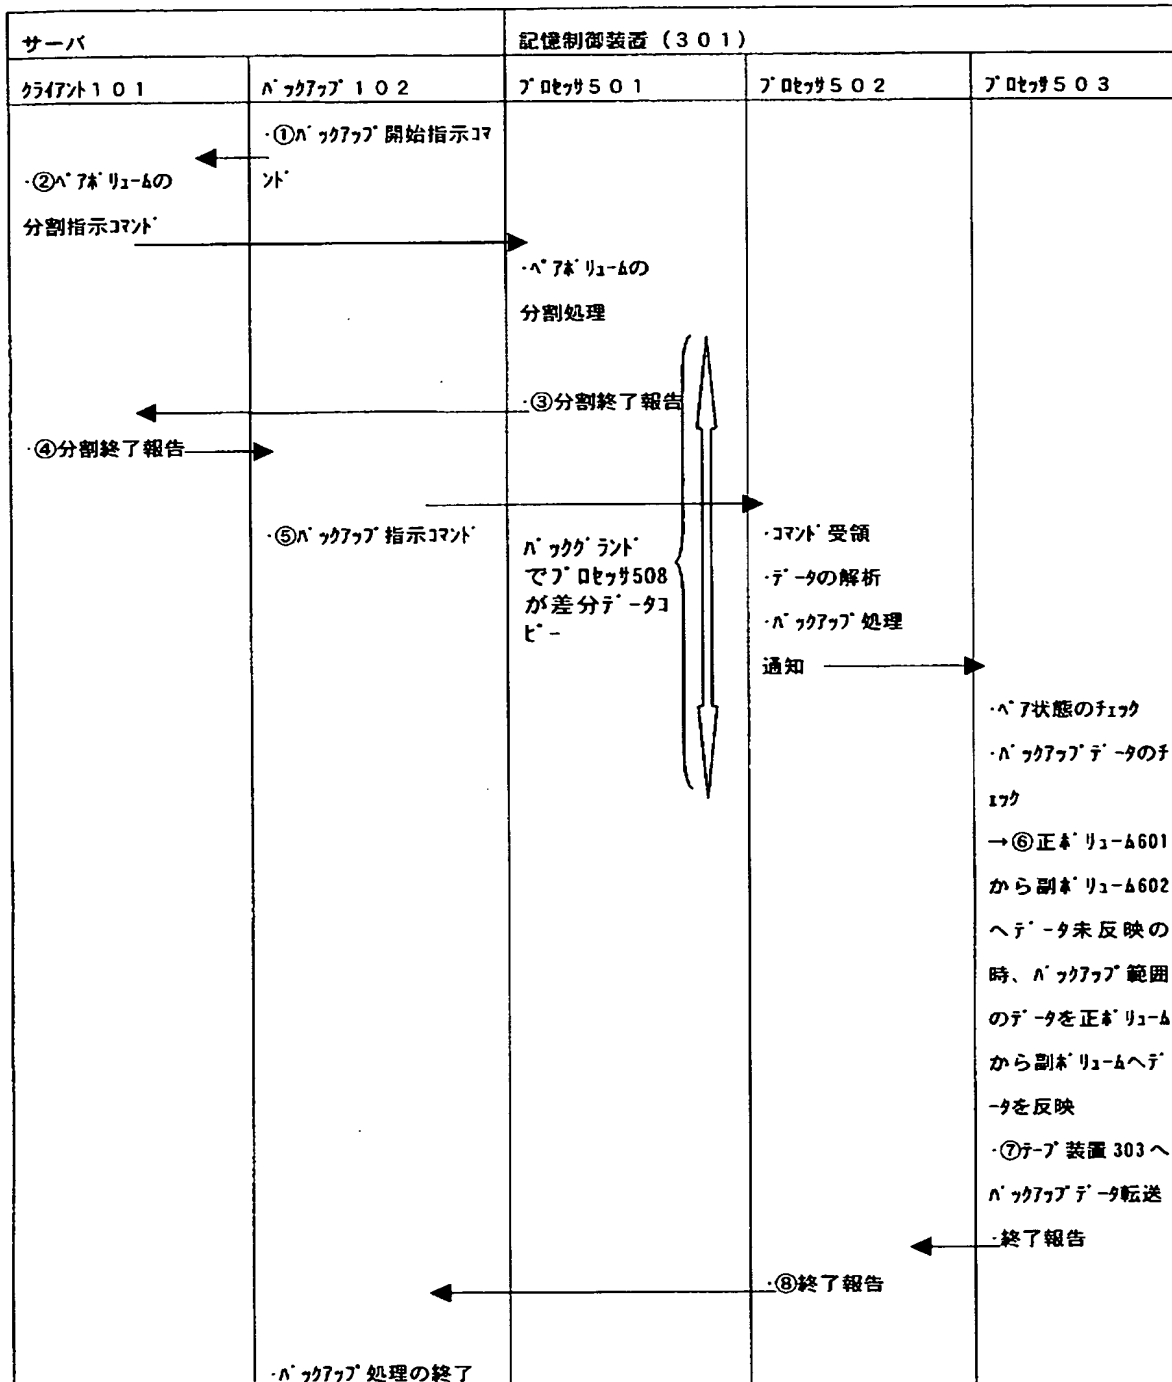 サーバ
記憶制御装置（301）
ｸﾗｲｱﾝﾄ101
ﾊﾞｯｸｱｯﾌﾟ102
ﾌﾟﾛｾｯｻ501
ﾌﾟﾛｾｯｻ502
ﾌﾟﾛｾｯｻ503
・①ﾊﾞｯｸｱｯﾌﾟ開始指示ｺﾏ
ﾝﾄﾞ
・②ﾍﾟｱﾎﾞﾘｭｰﾑの
分割指示ｺﾏﾝﾄﾞ
・ﾍﾟｱﾎﾞﾘｭｰﾑの
分割処理
・③分割終了報告
・④分割終了報告
・⑤ﾊﾞｯｸｱｯﾌﾟ指示ｺﾏﾝﾄﾞ
ﾊﾞｯｸｸﾞﾗﾝﾄﾞ
でﾌﾟﾛｾｯｻ508
が差分ﾃﾞｰﾀｺ
ﾋﾟｰ
・ｺﾏﾝﾄﾞ受領
・ﾃﾞｰﾀの解析
・ﾊﾞｯｸｱｯﾌﾟ処理
通知
・ﾍﾟｱ状態のﾁｪｯｸ
・ﾊﾞｯｸｱｯﾌﾟﾃﾞｰﾀのﾁ
ｪｯｸ
→⑥正ﾎﾞﾘｭｰﾑ601
から副ﾎﾞﾘｭｰﾑ602
へﾃﾞｰﾀ未反映の
時、ﾊﾞｯｸｱｯﾌﾟ範囲
のﾃﾞｰﾀを正ﾎﾞﾘｭｰﾑ
から副ﾎﾞﾘｭｰﾑへﾃﾞ
ｰﾀを反映
・⑦ﾃｰﾌﾟ装置303へ
ﾊﾞｯｸｱｯﾌﾟﾃﾞｰﾀ転送
・終了報告
・⑧終了報告
・ﾊﾞｯｸｱｯﾌﾟ処理の終了